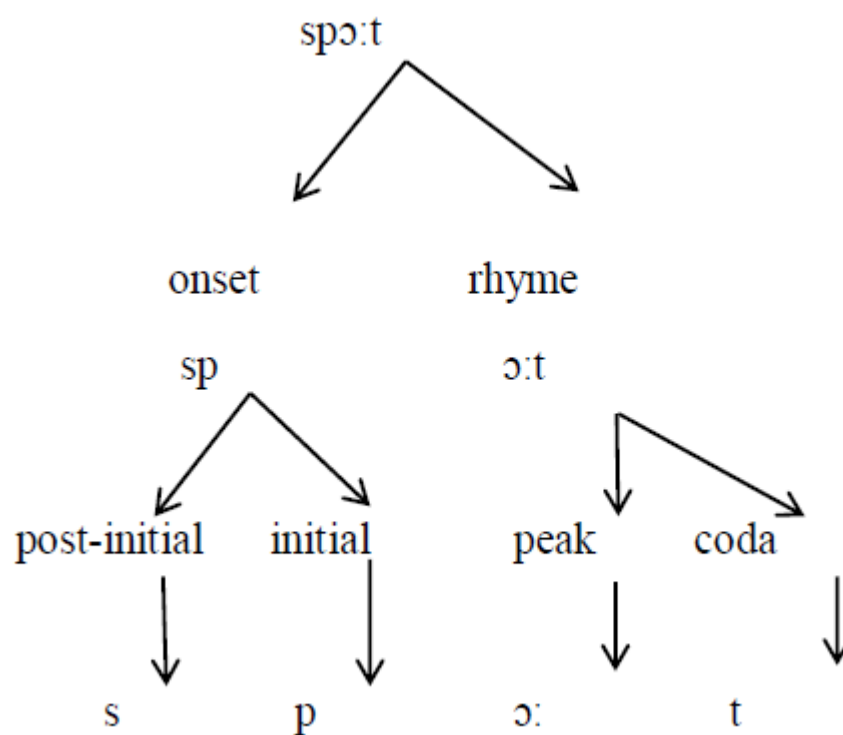 spɔːt
onset rhyme
sp ɔːt
post-initial initial peak coda
s p ɔː t